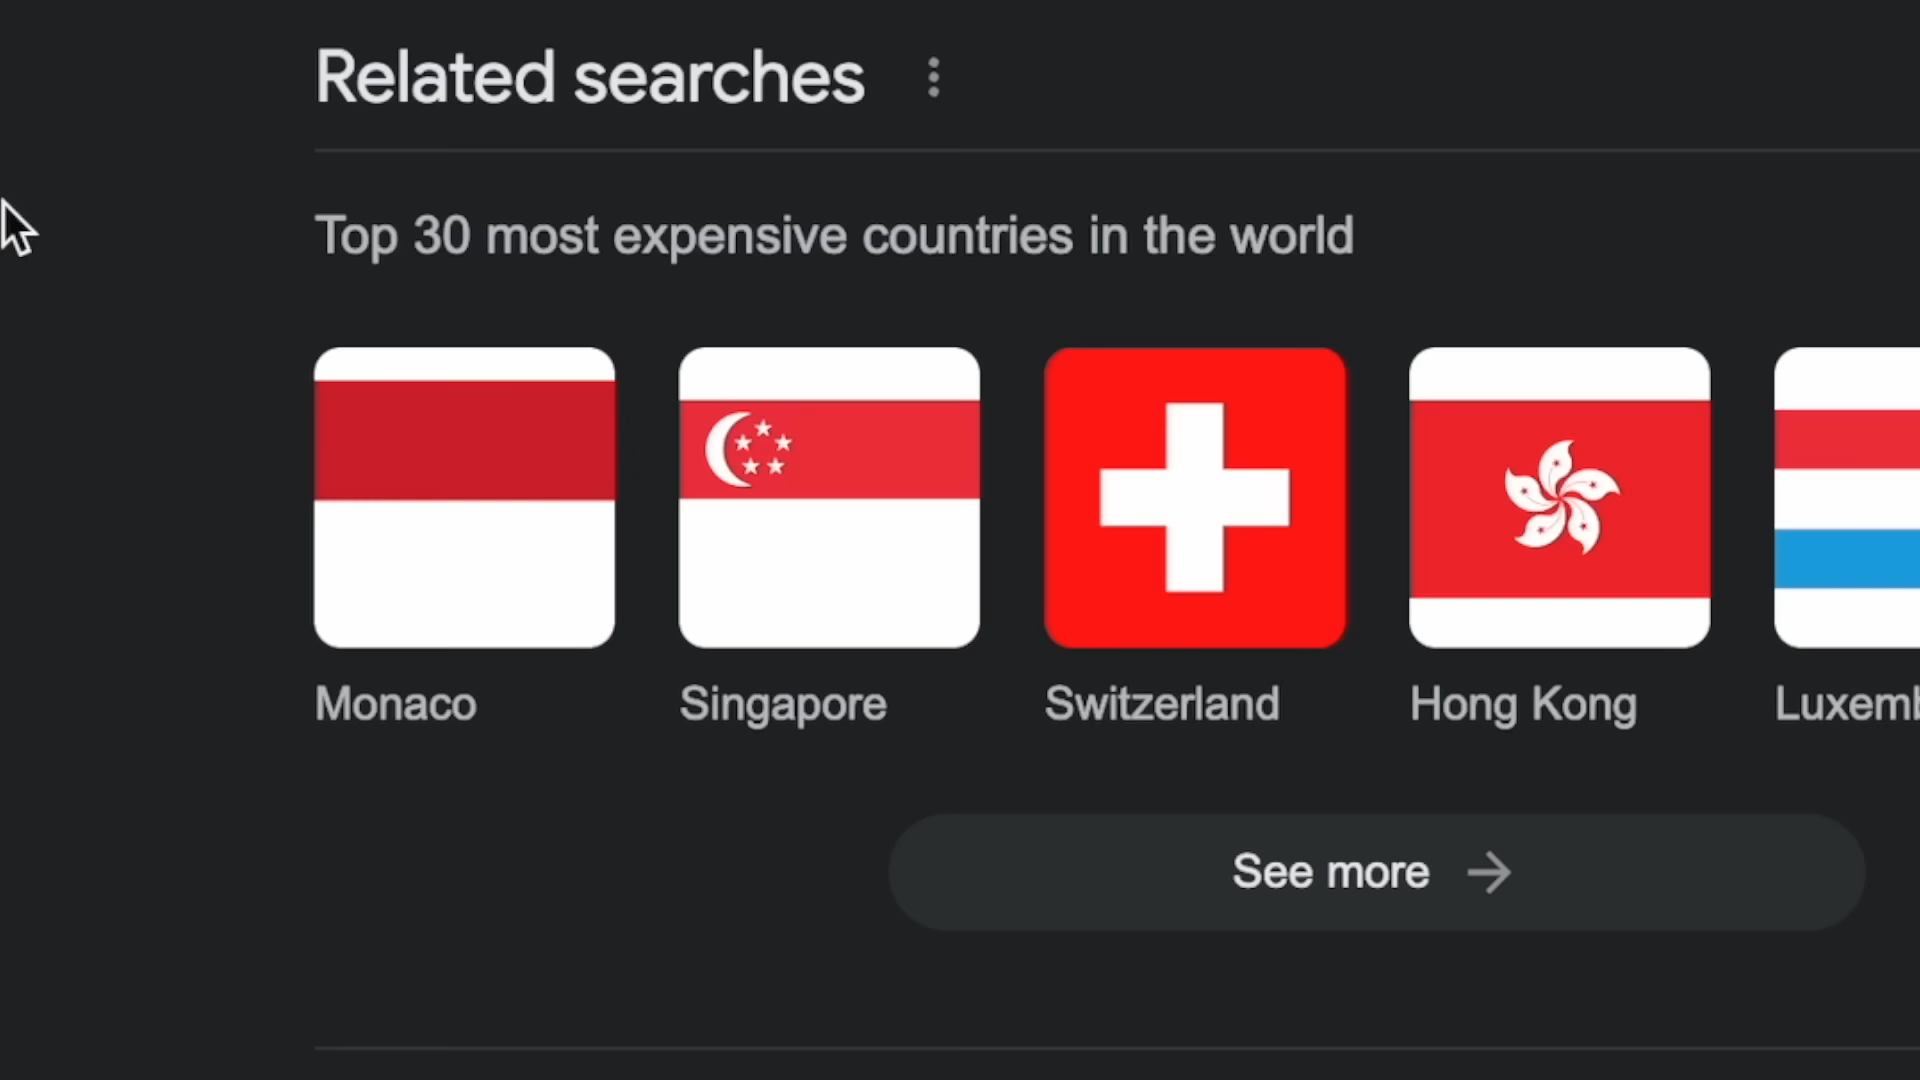 Related searches
Top 30 most expensive countries in the world
Monaco
Singapore
Switzerland
Hong Kong
See more